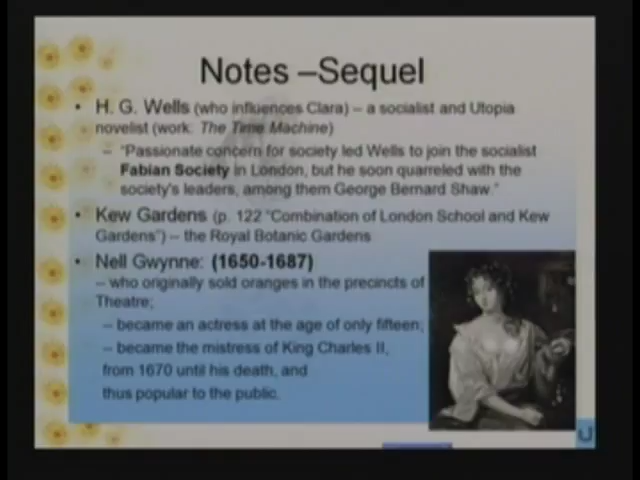 Notes –Sequel
• H. G. Wells (who influences Clara) – a socialist and Utopia
novelist (work: The Time Machine)
– "Passionate concern for society led Wells to join the socialist
Fabian Society in London, but he soon quarreled with the
society's leaders, among them George Bernard Shaw."
• Kew Gardens (p. 122 "Combination of London School and Kew
Gardens") – the Royal Botanic Gardens
• Nell Gwynne: (1650-1687)
– who originally sold oranges in the precincts of
Theatre;
– became an actress at the age of only fifteen;
– became the mistress of King Charles II,
from 1670 until his death, and
thus popular to the public.